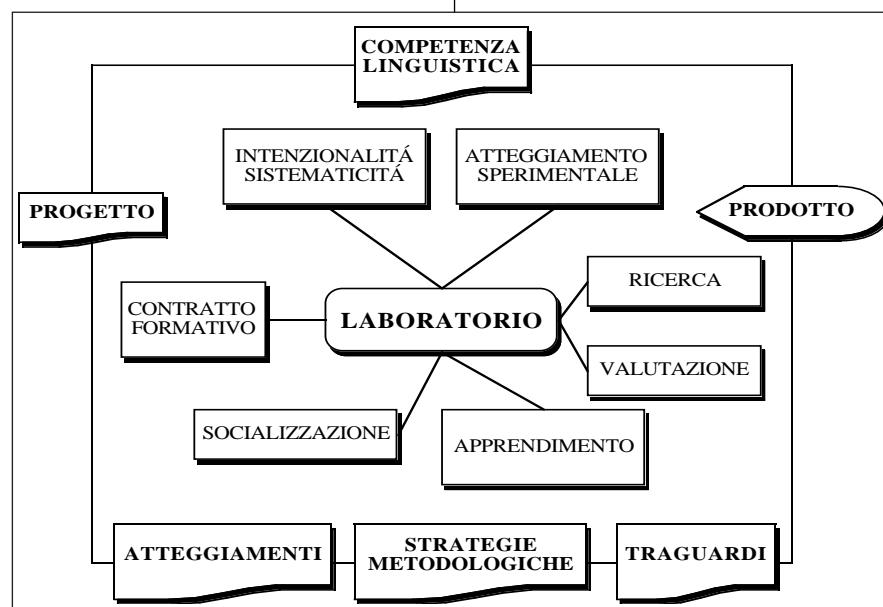 COMPETENZA
LINGUISTICA
INTENZIONALITÁ
SISTEMATICITÁ
ATTEGGIAMENTO
SPERIMENTALE
PROGETTO
PRODOTTO
RICERCA
CONTRATTO
FORMATIVO
LABORATORIO
VALUTAZIONE
SOCIALIZZAZIONE
APPRENDIMENTO
ATTEGGIAMENTI
STRATEGIE
METODOLOGICHE
TRAGUARDI